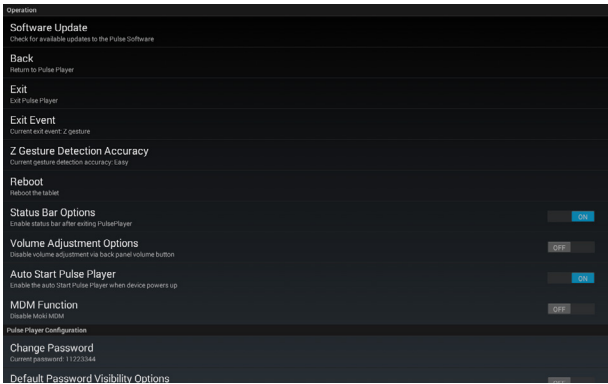 Operation
Software Update
Check for available updates to the Pulse Software
Back
Return to Pulse Player
Exit
Exit Pulse Player
Exit Event
Current exit event: Z gesture
Z Gesture Detection Accuracy
Current gesture detection accuracy: Easy
Reboot
Reboot the tablet
Status Bar Options
Enable status bar after exiting PulsePlayer
ON
Volume Adjustment Options
Disable volume adjustment via back panel volume button
OFF
Auto Start Pulse Player
Enable the auto Start Pulse Player when device powers up
ON
MDM Function
Disable Moki MDM
OFF
Pulse Player Configuration
Change Password
Current password: 11223344
Default Password Visibility Options